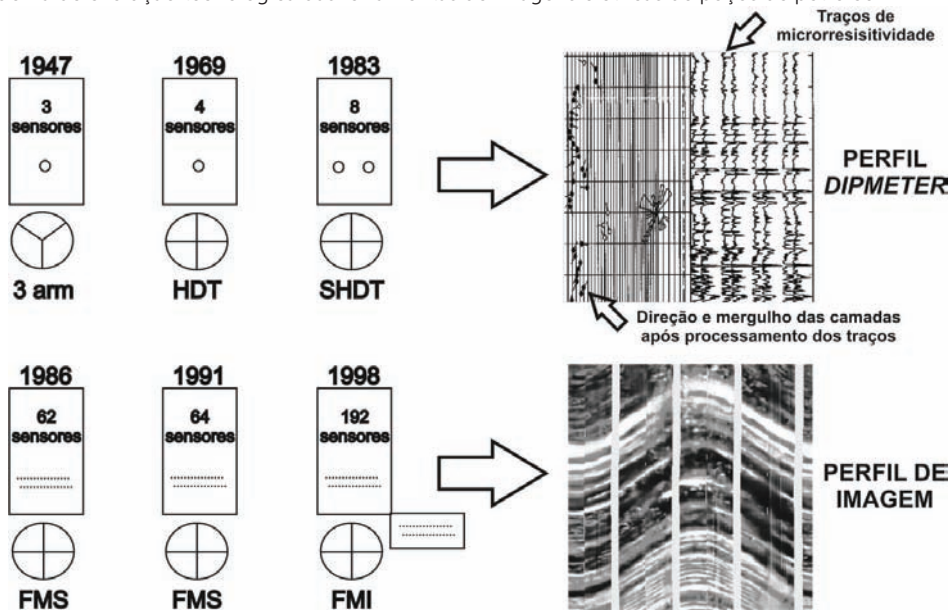 Traços de
microrresisitividade
1947
1969
1983
3
sensores
4
sensores
8
sensores
PERFIL
DIPMETER
3 arm
HDT
SHDT
Direção e mergulho das camadas
após processamento dos traços
1986
1991
1998
62
sensores
64
sensores
192
sensores
PERFIL DE
IMAGEM
FMS
FMS
FMI